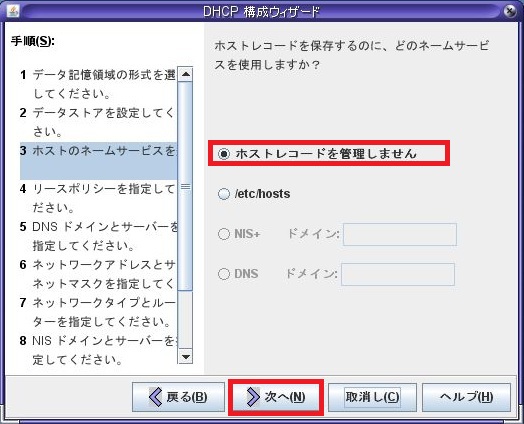 DHCP 構成ウィザード
手順(S):
1 データ記憶領域の形式を選
してください。
2 データストアを設定してく
さい。
3 ホストのネームサービスを
4 リースポリシーを指定して
ださい。
5 DNS ドメインとサーバーを
指定してください。
6 ネットワークアドレスとサ
ネットマスクを指定してく
7 ネットワークタイプとルー
ターを指定してください。
8 NIS ドメインとサーバーを
定してください。
ホストレコードを保存するのに、どのネームサービ
スを使用しますか？
ホストレコードを管理しません
/etc/hosts
NIS+ ドメイン:
DNS ドメイン:
戻る(B)
次へ(N)
取消し(C)
ヘルプ(H)